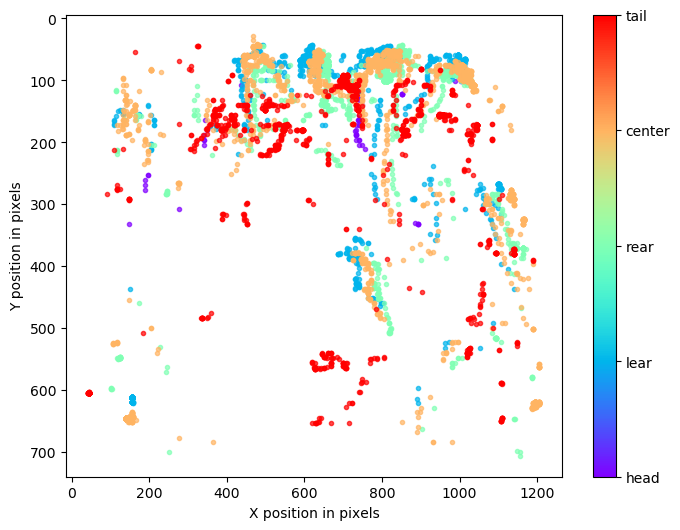 0
100
200
300
400
500
600
700
Y position in pixels
0
200
400
600
800
1000
1200
X position in pixels
tail
center
rear
lear
head